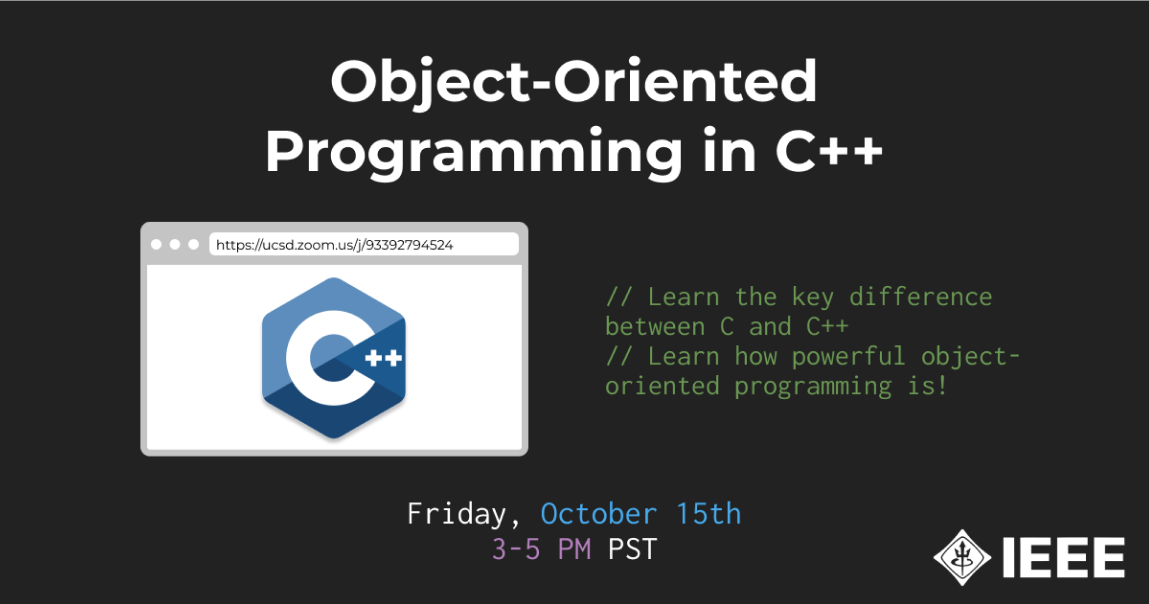 Object-Oriented
Programming in C++
https://ucsd.zoom.us/j/93392794524
C++
// Learn the key difference
between C and C++
// Learn how powerful object-
oriented programming is!
Friday, October 15th
3-5 PM PST
IEEE